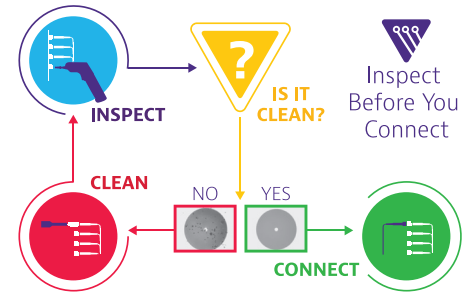 ?
IS IT
CLEAN?
INSPECT
Inspect
Before You
Connect
CLEAN
NO
YES
CONNECT